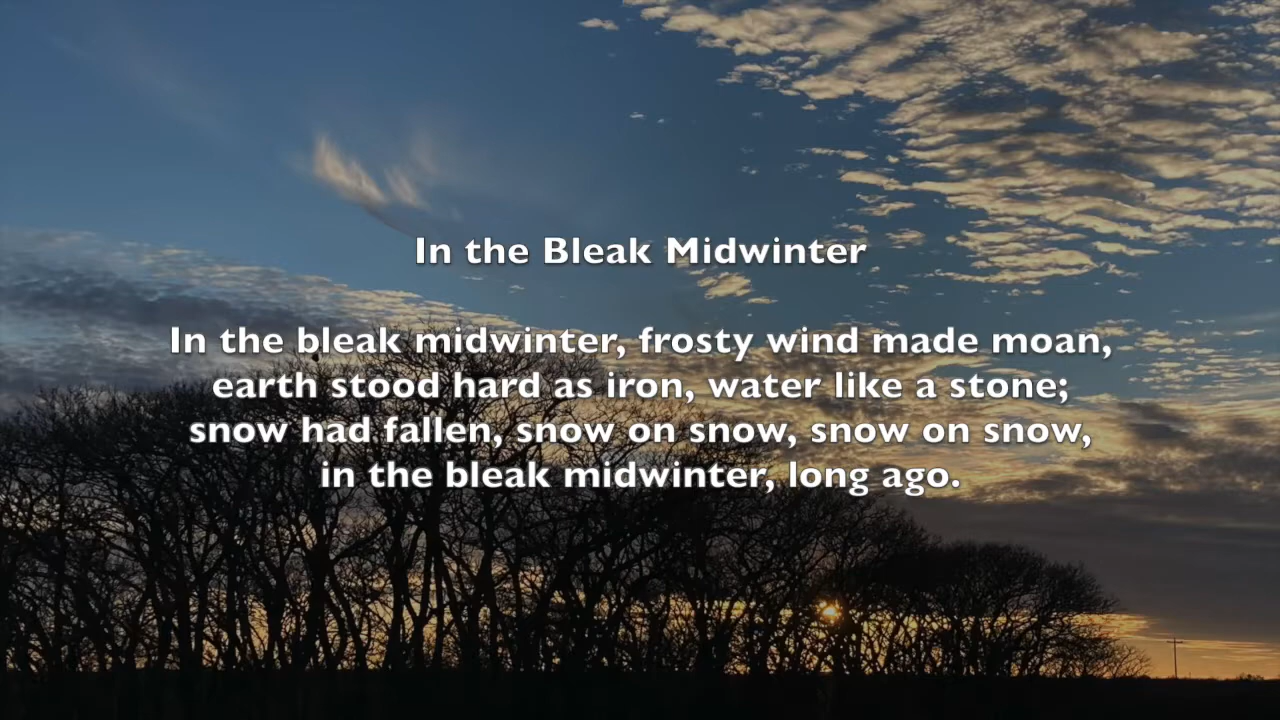 In the Bleak Midwinter
In the bleak midwinter, frosty wind made moan,
earth stood hard as iron, water like a stone;
snow had fallen, snow on snow, snow on snow,
in the bleak midwinter, long ago.